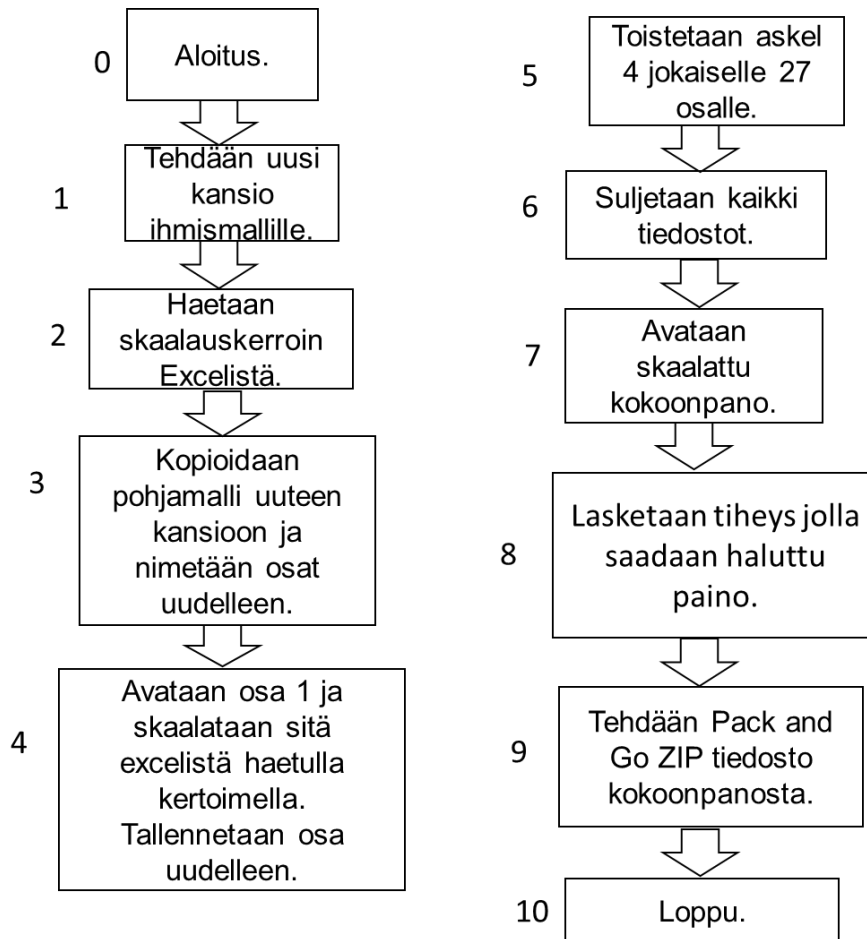 0
Aloitus.
1
Tehdään uusi
kansio
ihmismallille.
2
Haetaan
skaalauskerroin
Excelistä.
3
Kopioidaan
pohjamalli uuteen
kansioon ja
nimetään osat
uudelleen.
4
Avataan osa 1 ja
skaalataan sitä
excelistä haetulla
kertoimella.
Tallennetaan osa
uudelleen.
5
Toistetaan askel
4 jokaiselle 27
osalle.
6
Suljetaan kaikki
tiedostot.
7
Avataan
skaalattu
kokoonpano.
8
Lasketaan tiheys jolla
saadaan haluttu
paino.
9
Tehdään Pack and
Go ZIP tiedosto
kokoonpanosta.
10
Loppu.